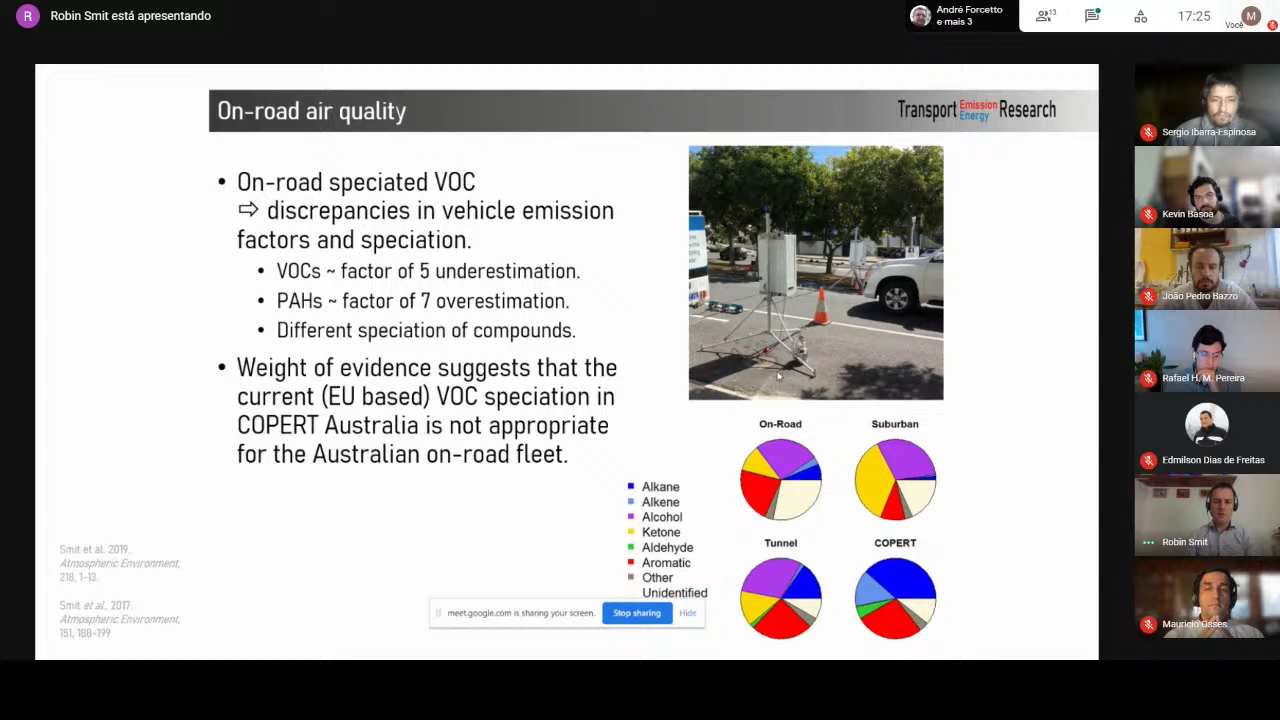 R
Robin Smit está apresentando
André Forcetto
e mais 3
13
17:25
M
Você
On-road air quality
Transport Emission Energy Research
• On-road speciated VOC
⇨ discrepancies in vehicle emission
factors and speciation.
• VOCs ~ factor of 5 underestimation.
• PAHs ~ factor of 7 overestimation.
• Different speciation of compounds.
• Weight of evidence suggests that the
current (EU based) VOC speciation in
COPERT Australia is not appropriate
for the Australian on-road fleet.
Smit et al. 2019.
Atmospheric Environment,
218, 1-13.
Smit et al., 2017.
Atmospheric Environment,
151, 188-199.
On-Road
Suburban
Alkane
Alkene
Alcohol
Ketone
Aldehyde
Aromatic
Other
Unidentified
Tunnel
COPERT
meet.google.com is sharing your screen.
Stop sharing
Hide
Sergio Ibarra-Espinosa
Kevin Basoa
João Pedro Bazzo
Rafael H. M. Pereira
Edmilson Dias de Freitas
Robin Smit
Mauricio Osses